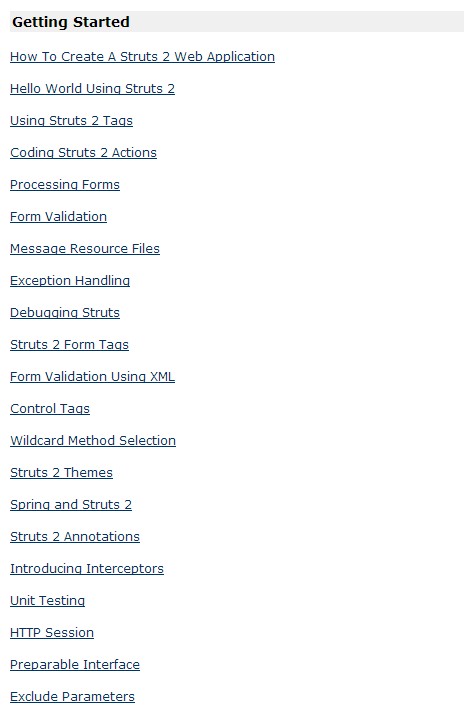 Getting Started
How To Create A Struts 2 Web Application
Hello World Using Struts 2
Using Struts 2 Tags
Coding Struts 2 Actions
Processing Forms
Form Validation
Message Resource Files
Exception Handling
Debugging Struts
Struts 2 Form Tags
Form Validation Using XML
Control Tags
Wildcard Method Selection
Struts 2 Themes
Spring and Struts 2
Struts 2 Annotations
Introducing Interceptors
Unit Testing
HTTP Session
Preparable Interface
Exclude Parameters